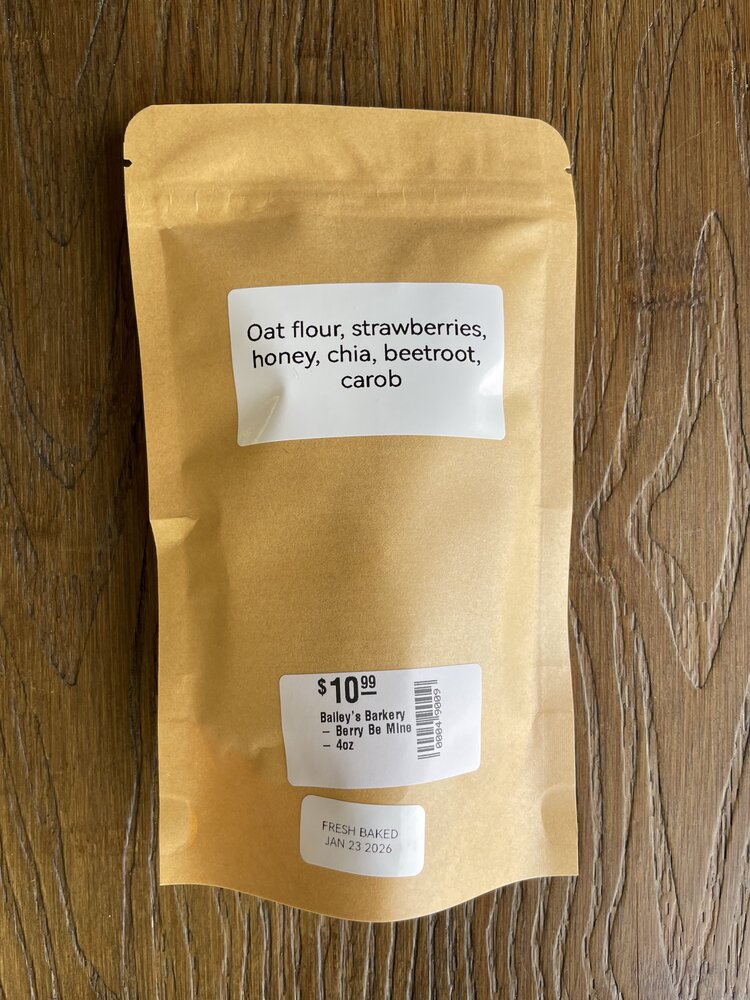 Oat flour, strawberries,
honey, chia, beetroot,
carob
$10 99
Bailey's Barkery
– Berry Be Mine
– 4oz
00049009
FRESH BAKED
JAN 23 2026